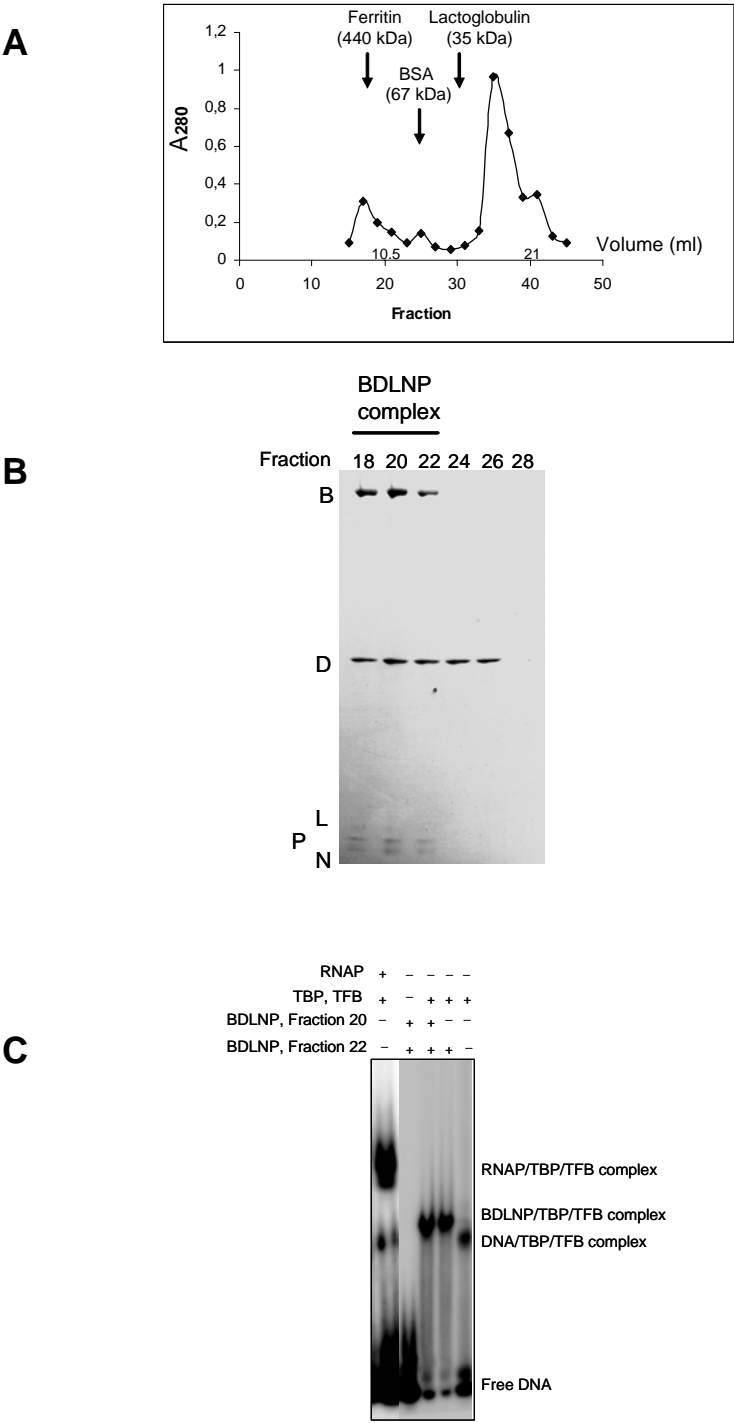 A
Ferritin
(440 kDa)
Lactoglobulin
(35 kDa)
BSA
(67 kDa)
A280
1,2
1
0,8
0,6
0,4
0,2
0
10.5
21
Volume (ml)
0 10 20 30 40 50
Fraction
BDLNP
complex
B
Fraction 18 20 22 24 26 28
B
D
L
P
N
C
RNAP + – – – –
TBP, TFB + – + + +
BDLNP, Fraction 20 – + + – –
BDLNP, Fraction 22 – + + + –
RNAP/TBP/TFB complex
BDLNP/TBP/TFB complex
DNA/TBP/TFB complex
Free DNA